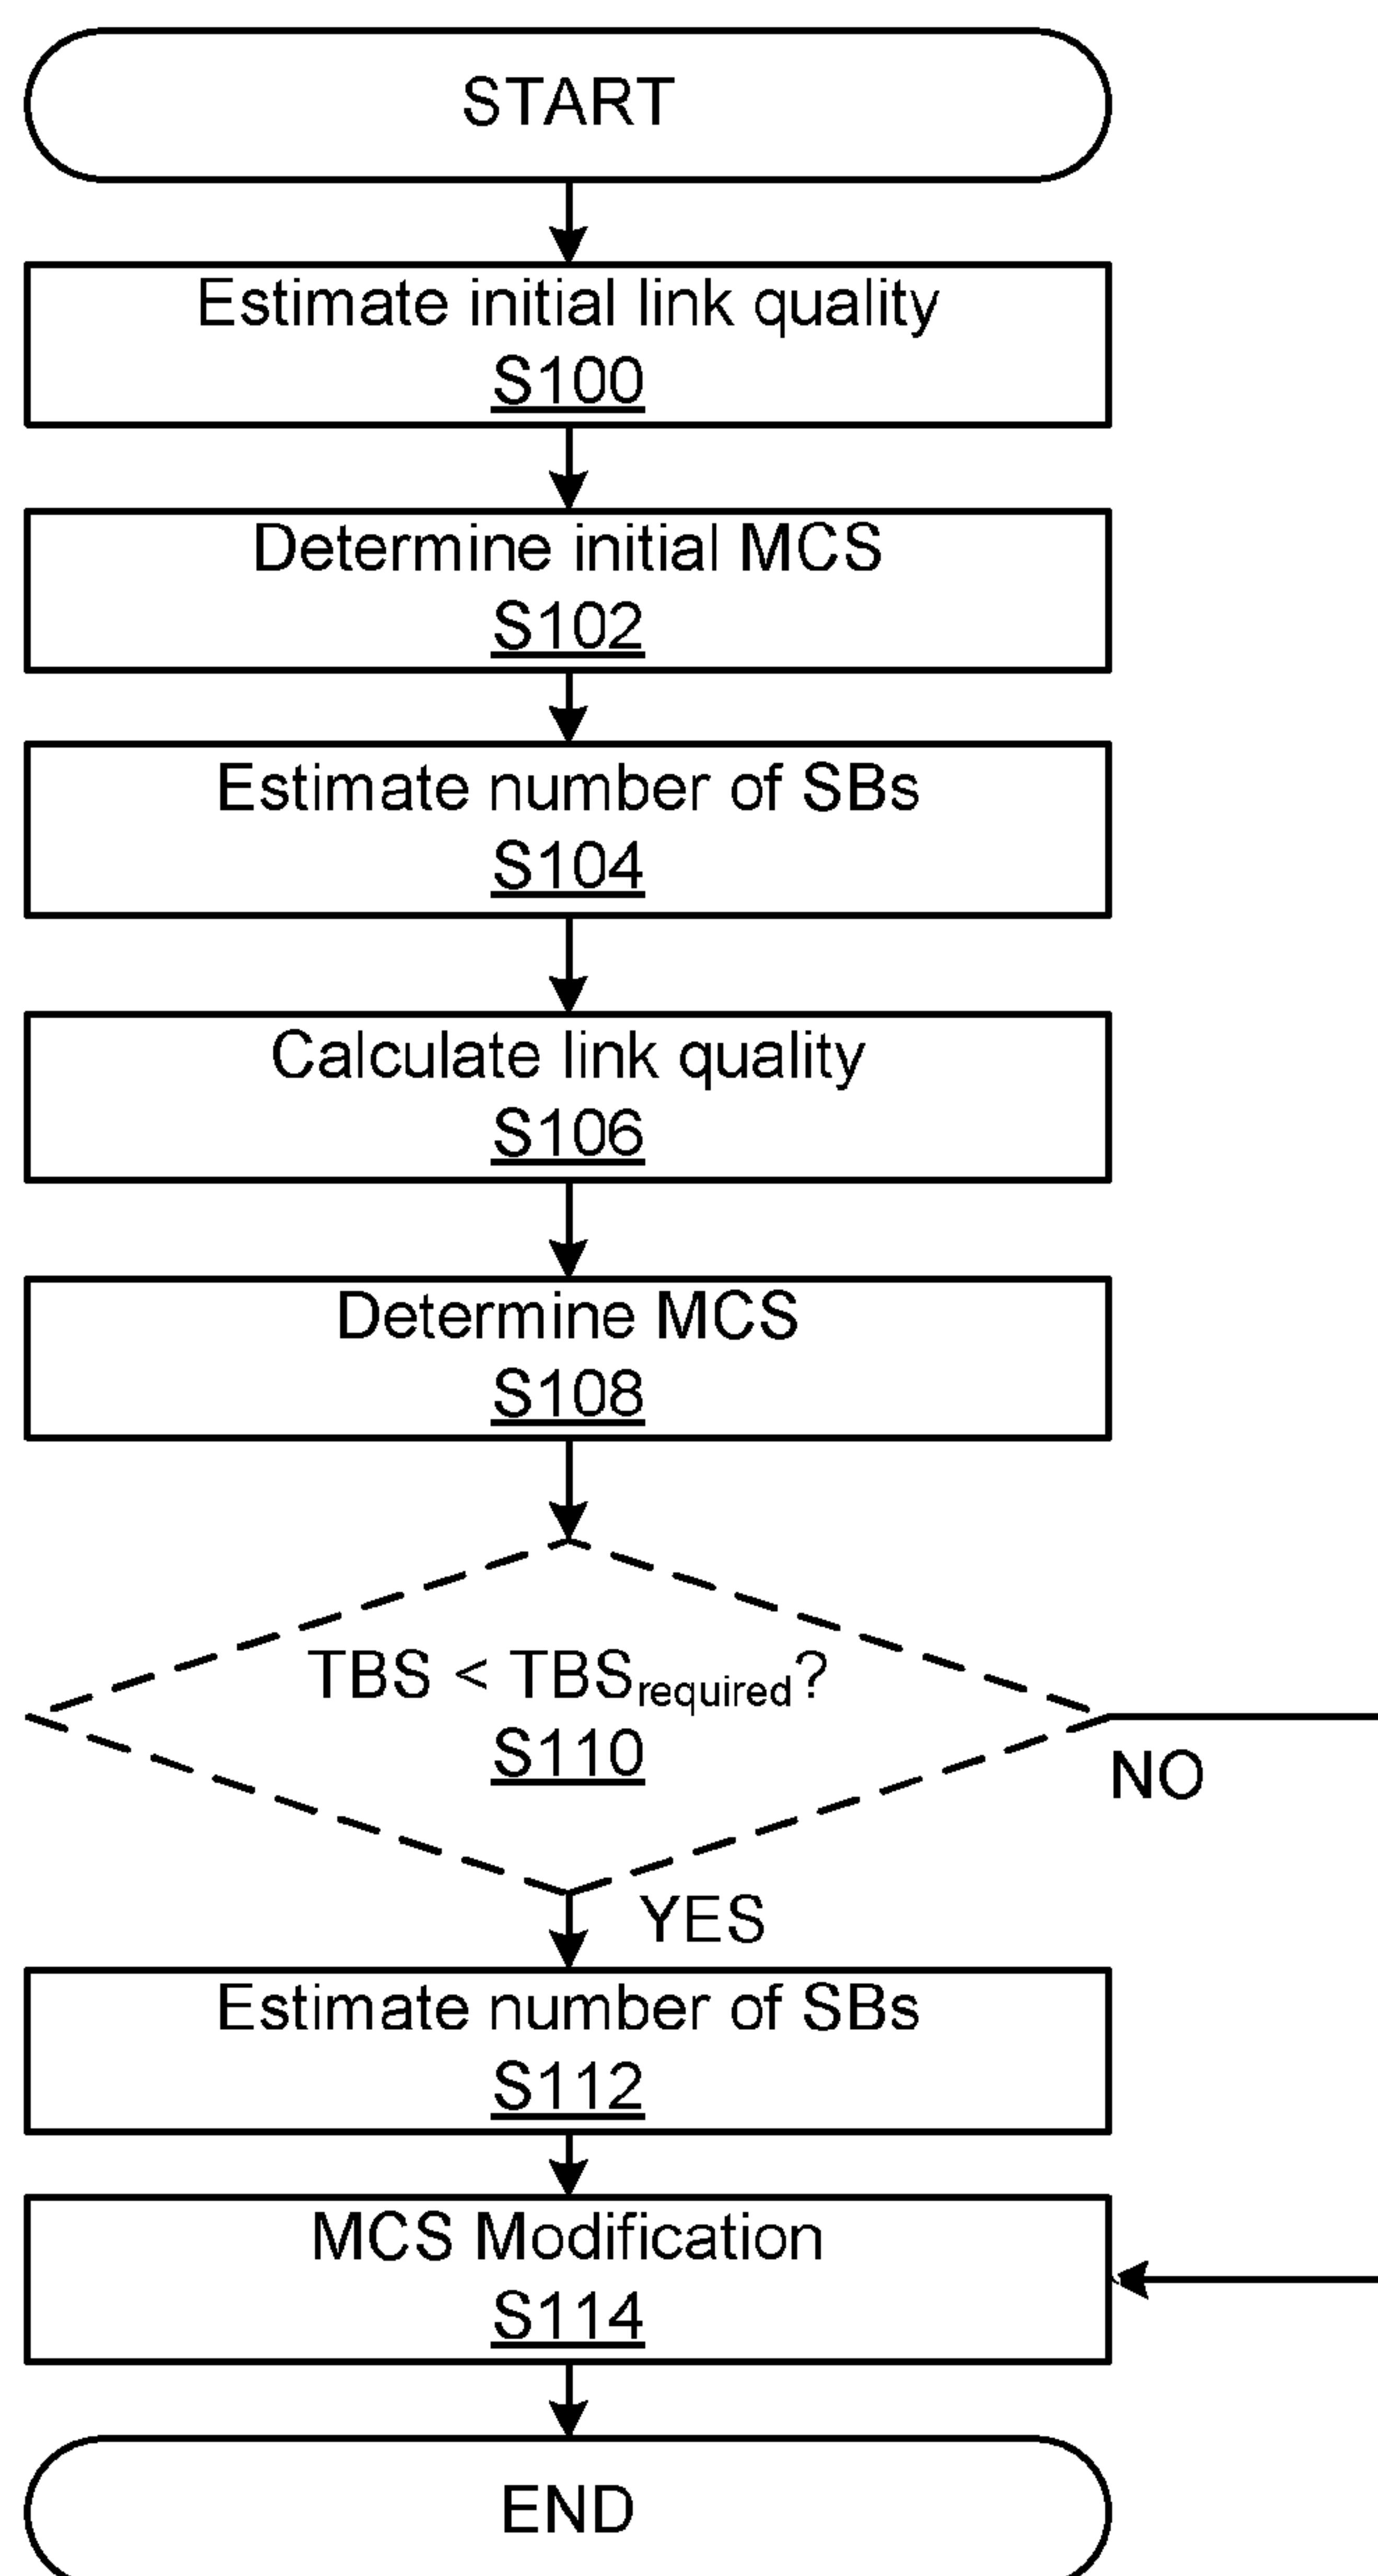 START
Estimate initial link quality
S100
Determine initial MCS
S102
Estimate number of SBs
S104
Calculate link quality
S106
Determine MCS
S108
TBS < TBSrequired?
S110
NO
YES
Estimate number of SBs
S112
MCS Modification
S114
END